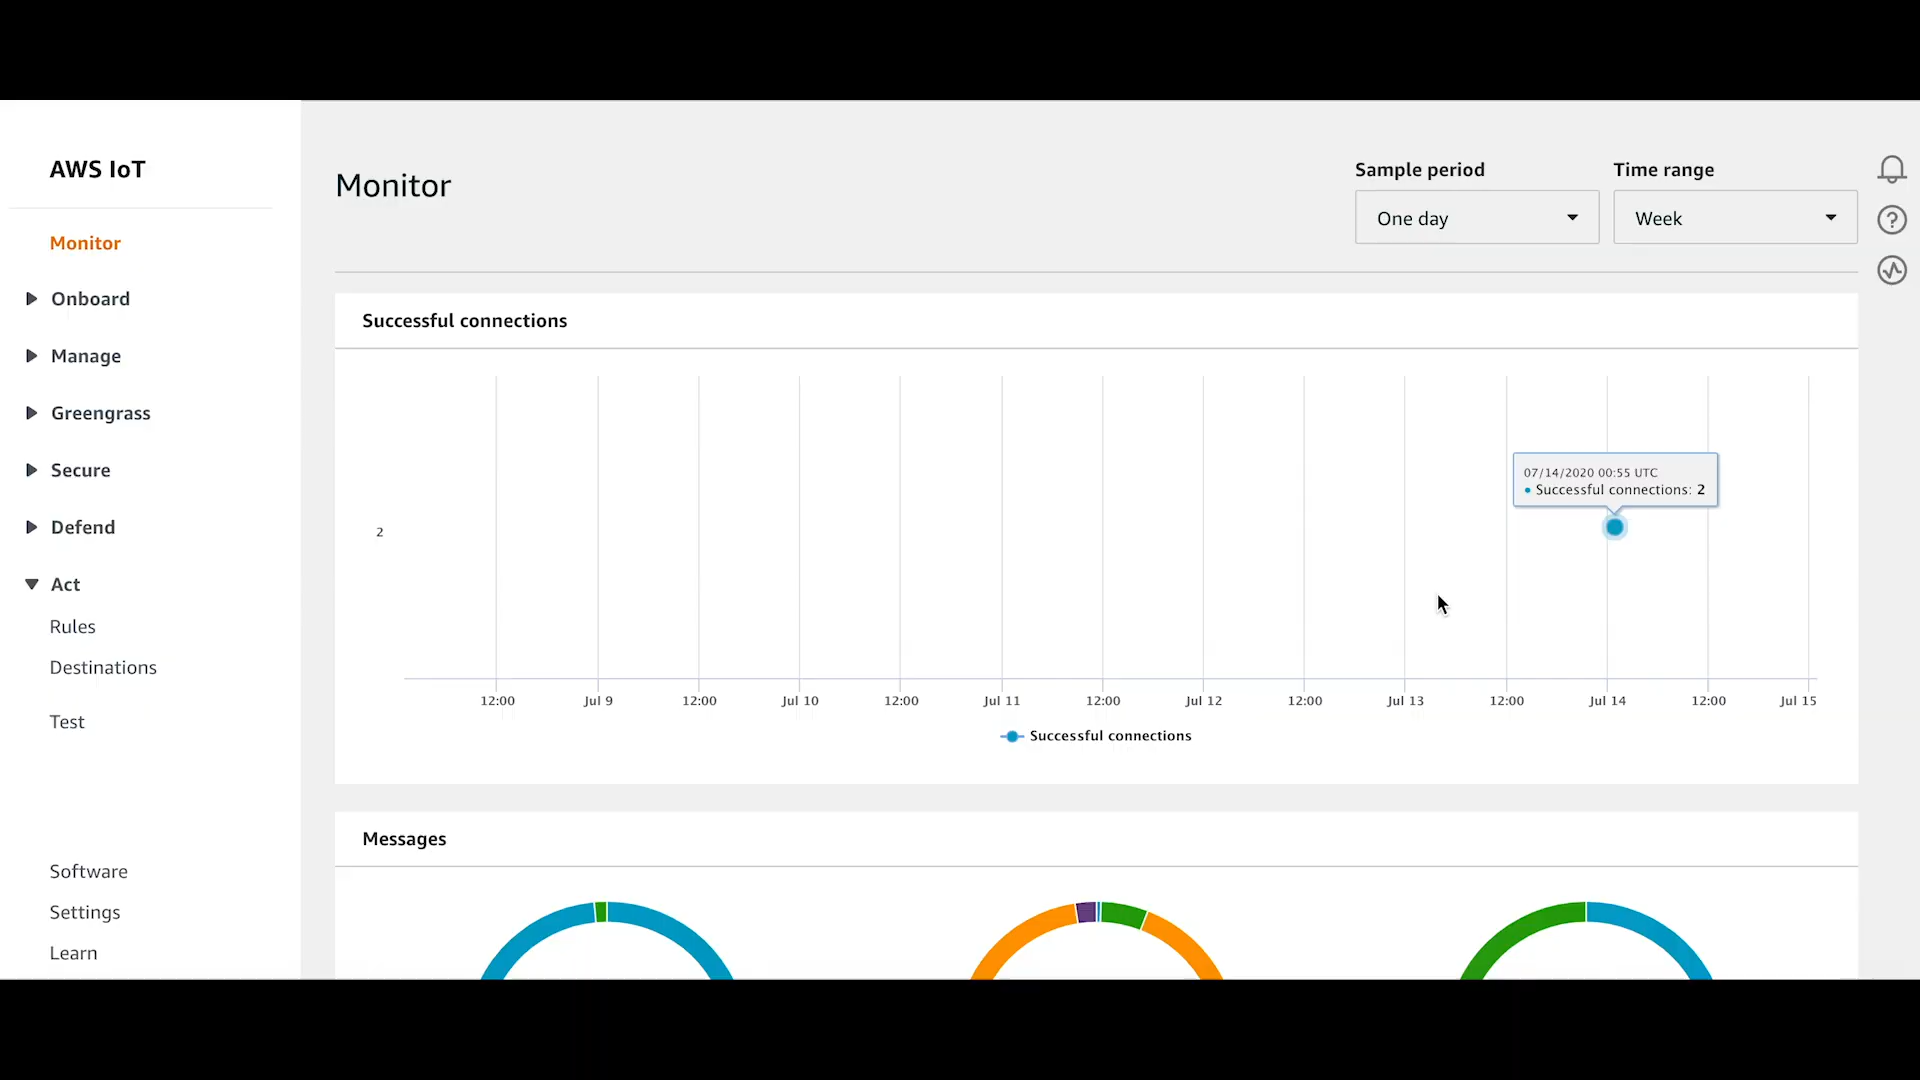 AWS IoT
Monitor
Onboard
Manage
Greengrass
Secure
Defend
Act
Rules
Destinations
Test
Software
Settings
Learn
Monitor
Sample period
One day
Time range
Week
Successful connections
07/14/2020 00:55 UTC
Successful connections: 2
2
12:00 Jul 9 12:00 Jul 10 12:00 Jul 11 12:00 Jul 12 12:00 Jul 13 12:00 Jul 14 12:00 Jul 15
Successful connections
Messages